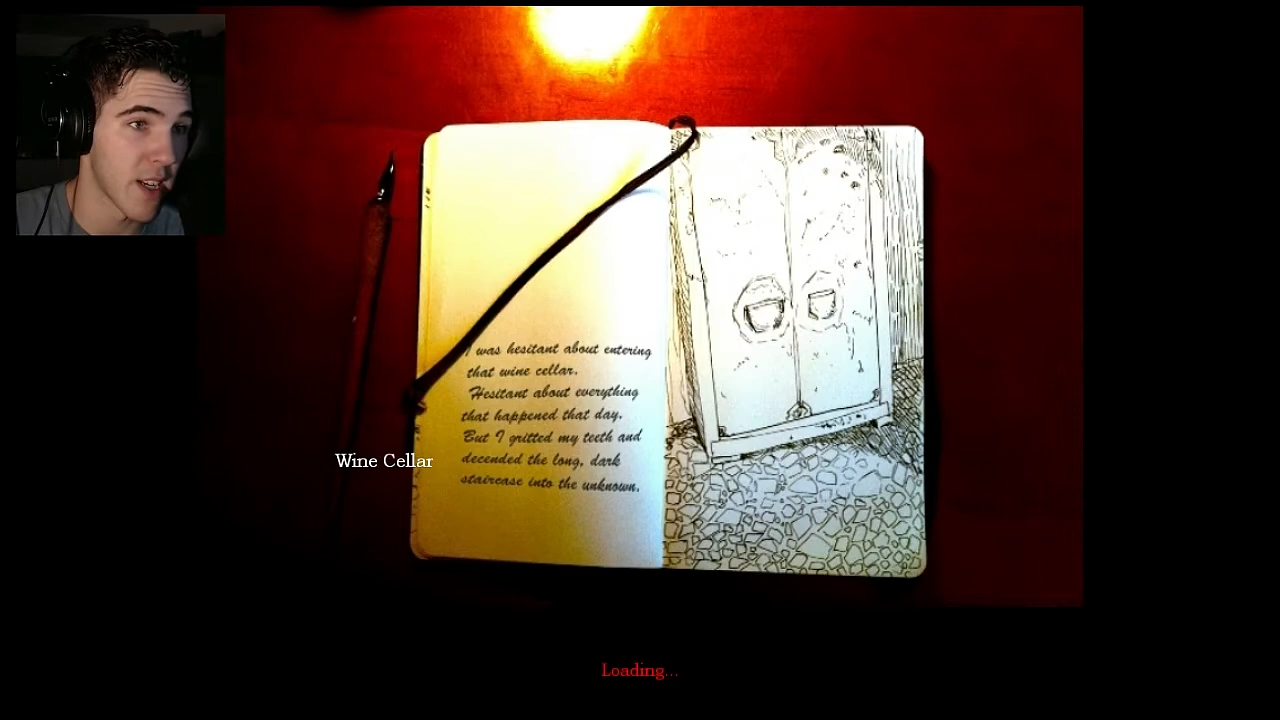 I was hesitant about entering
that wine cellar.
Hesitant about everything
that happened that day.
But I gritted my teeth and
decended the long, dark
staircase into the unknown.
Wine Cellar
Loading...